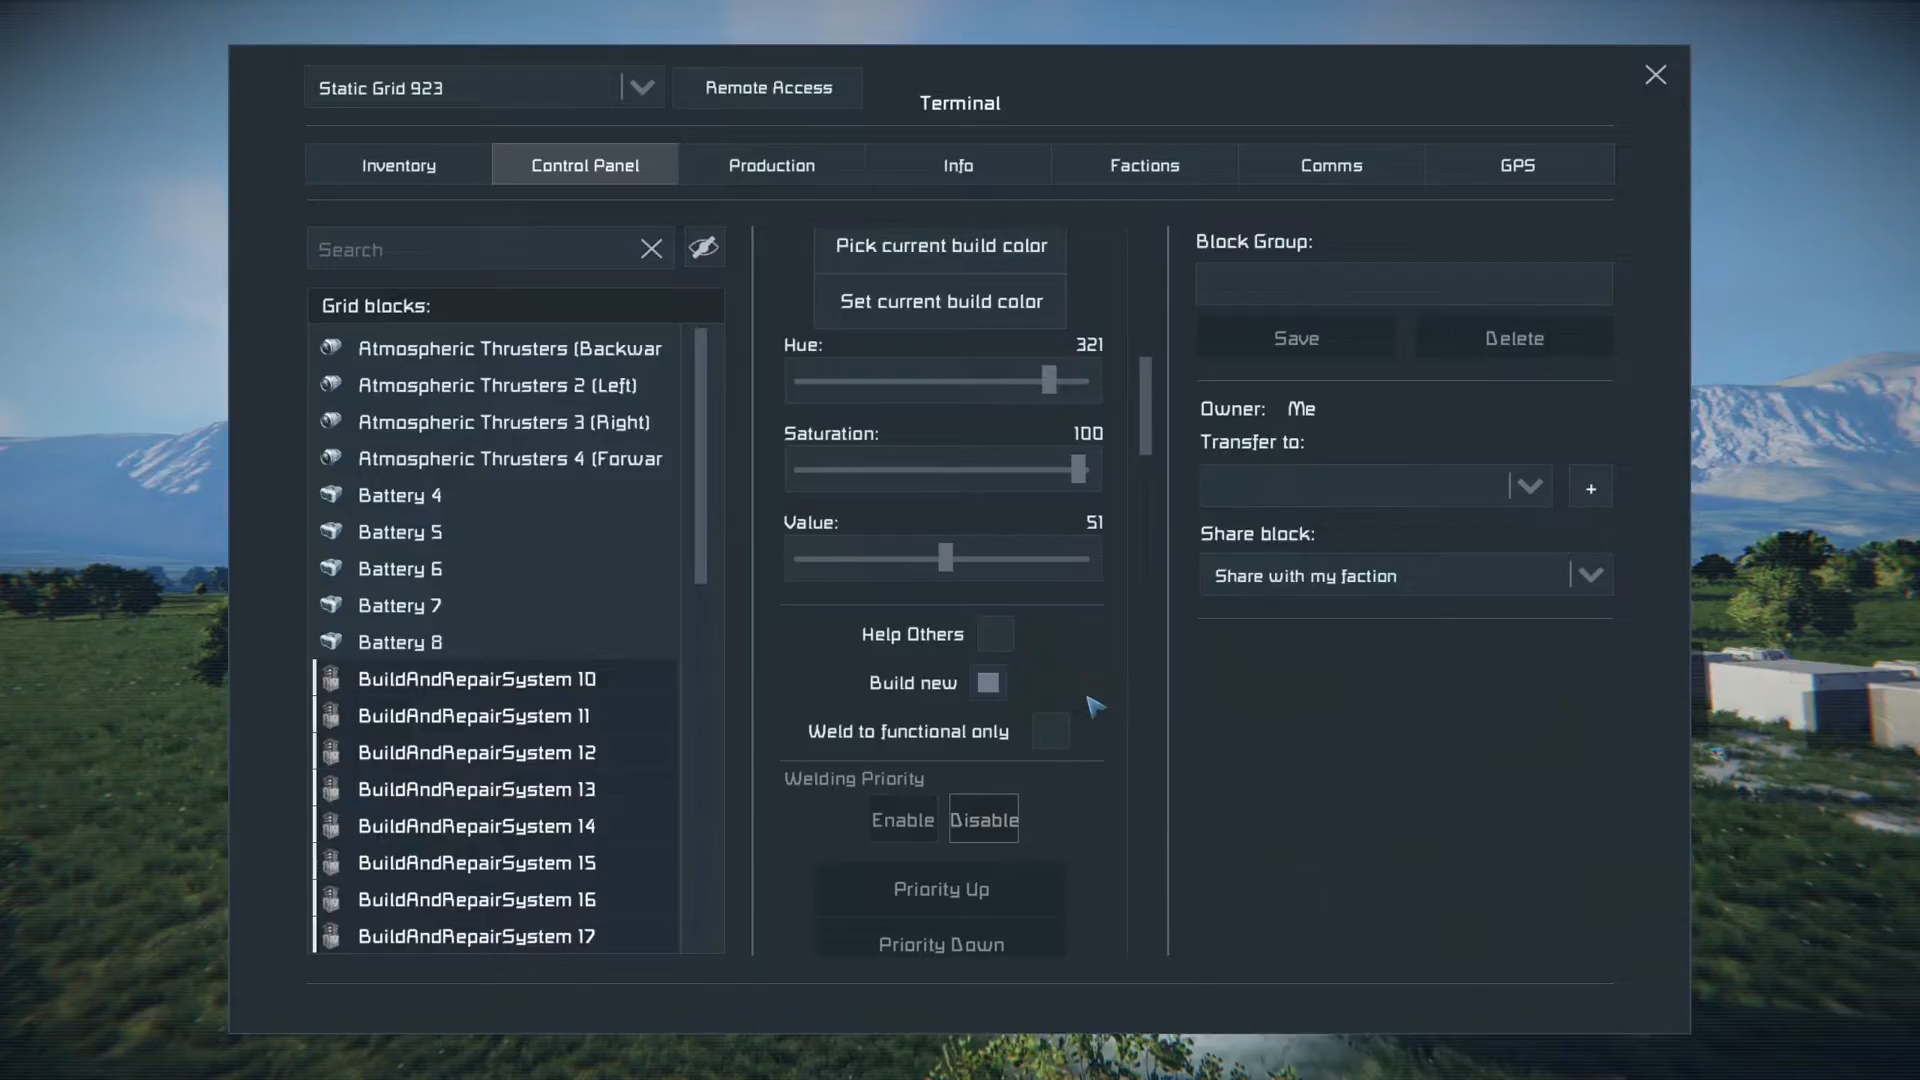 Static Grid 923
Remote Access
Terminal
Inventory
Control Panel
Production
Info
Factions
Comms
GPS
Search
Grid blocks:
Atmospheric Thrusters (Backwar
Atmospheric Thrusters 2 (Left)
Atmospheric Thrusters 3 (Right)
Atmospheric Thrusters 4 (Forwar
Battery 4
Battery 5
Battery 6
Battery 7
Battery 8
BuildAndRepairSystem 10
BuildAndRepairSystem 11
BuildAndRepairSystem 12
BuildAndRepairSystem 13
BuildAndRepairSystem 14
BuildAndRepairSystem 15
BuildAndRepairSystem 16
BuildAndRepairSystem 17
Pick current build color
Set current build color
Hue: 321
Saturation: 100
Value: 51
Help Others
Build new
Weld to functional only
Welding Priority
Enable Disable
Priority Up
Priority Down
Block Group:
Save Delete
Owner: Me
Transfer to:
+
Share block:
Share with my faction